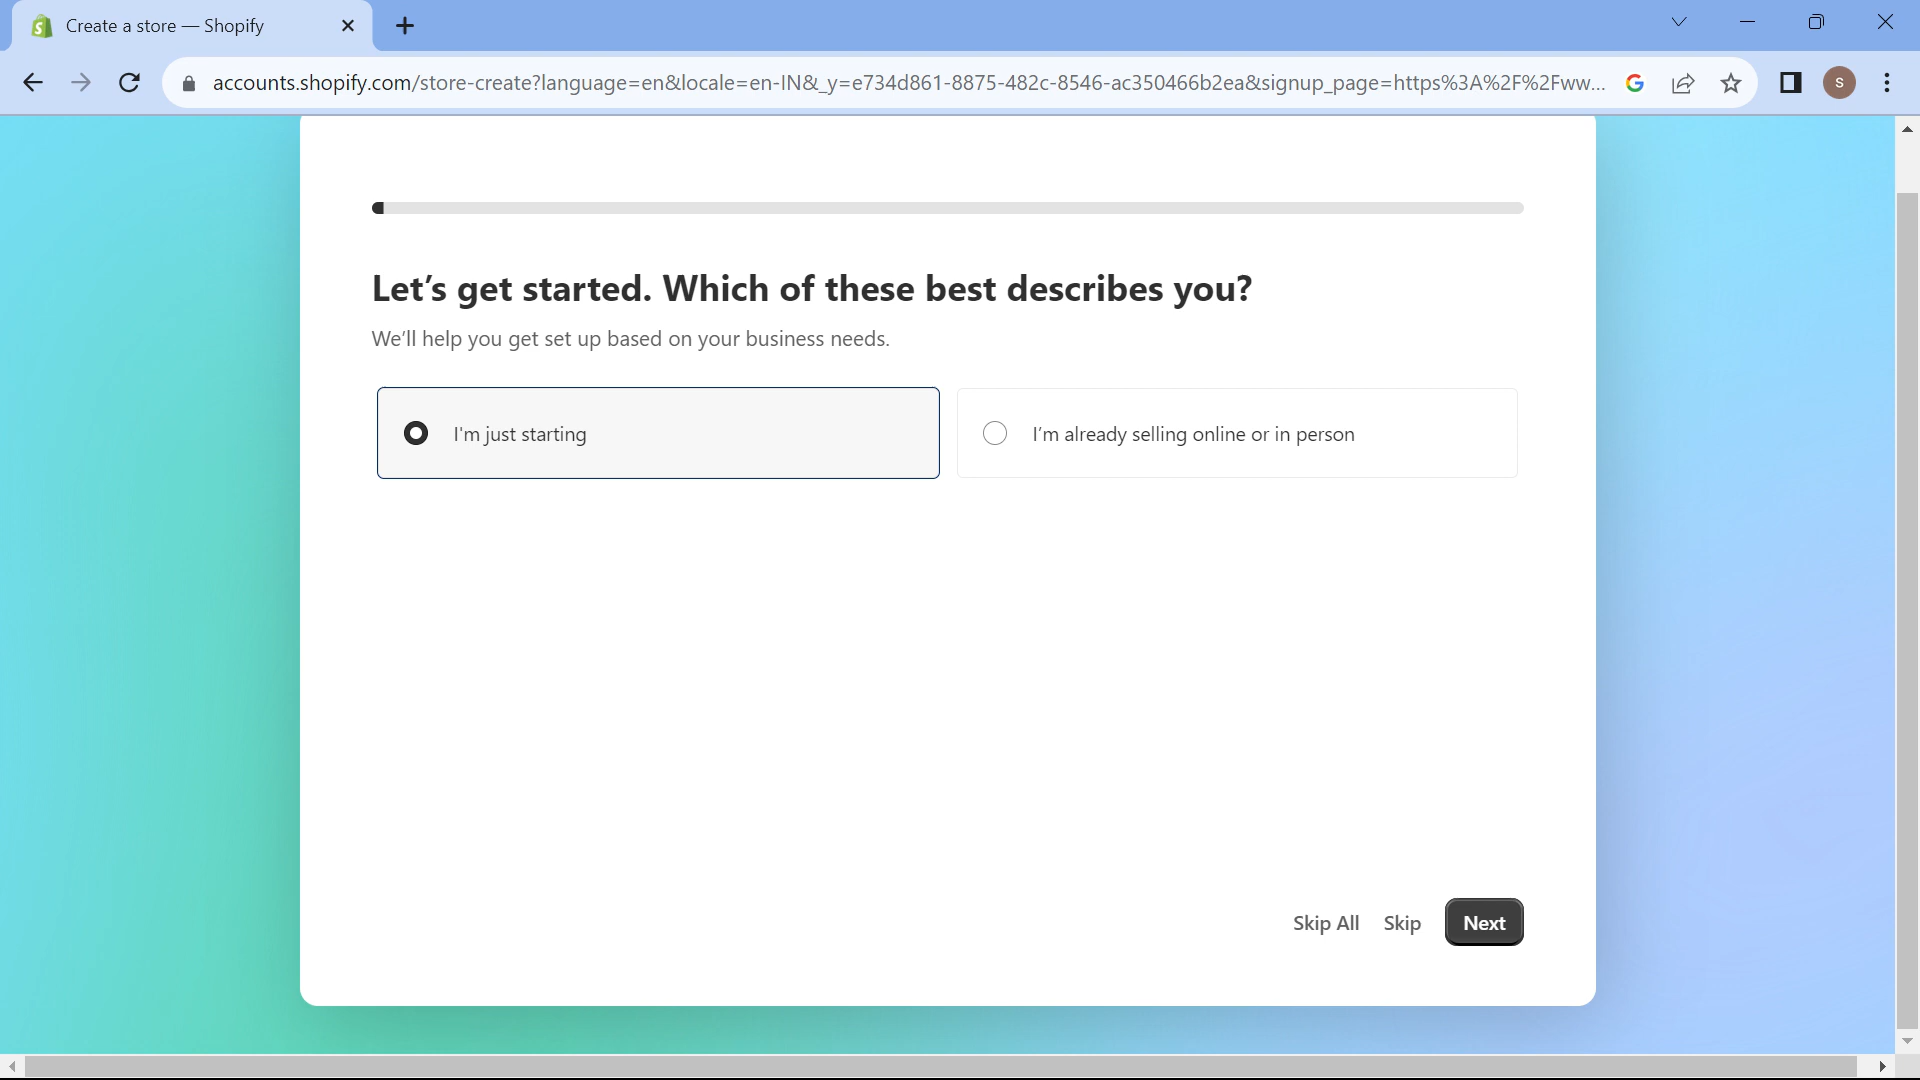 Create a store — Shopify
accounts.shopify.com/store-create?language=en&locale=en-IN&_y=e734d861-8875-482c-8546-ac350466b2ea&signup_page=https%3A%2F%2Fww...
S
Let’s get started. Which of these best describes you?
We’ll help you get set up based on your business needs.
I'm just starting
I’m already selling online or in person
Skip All Skip Next